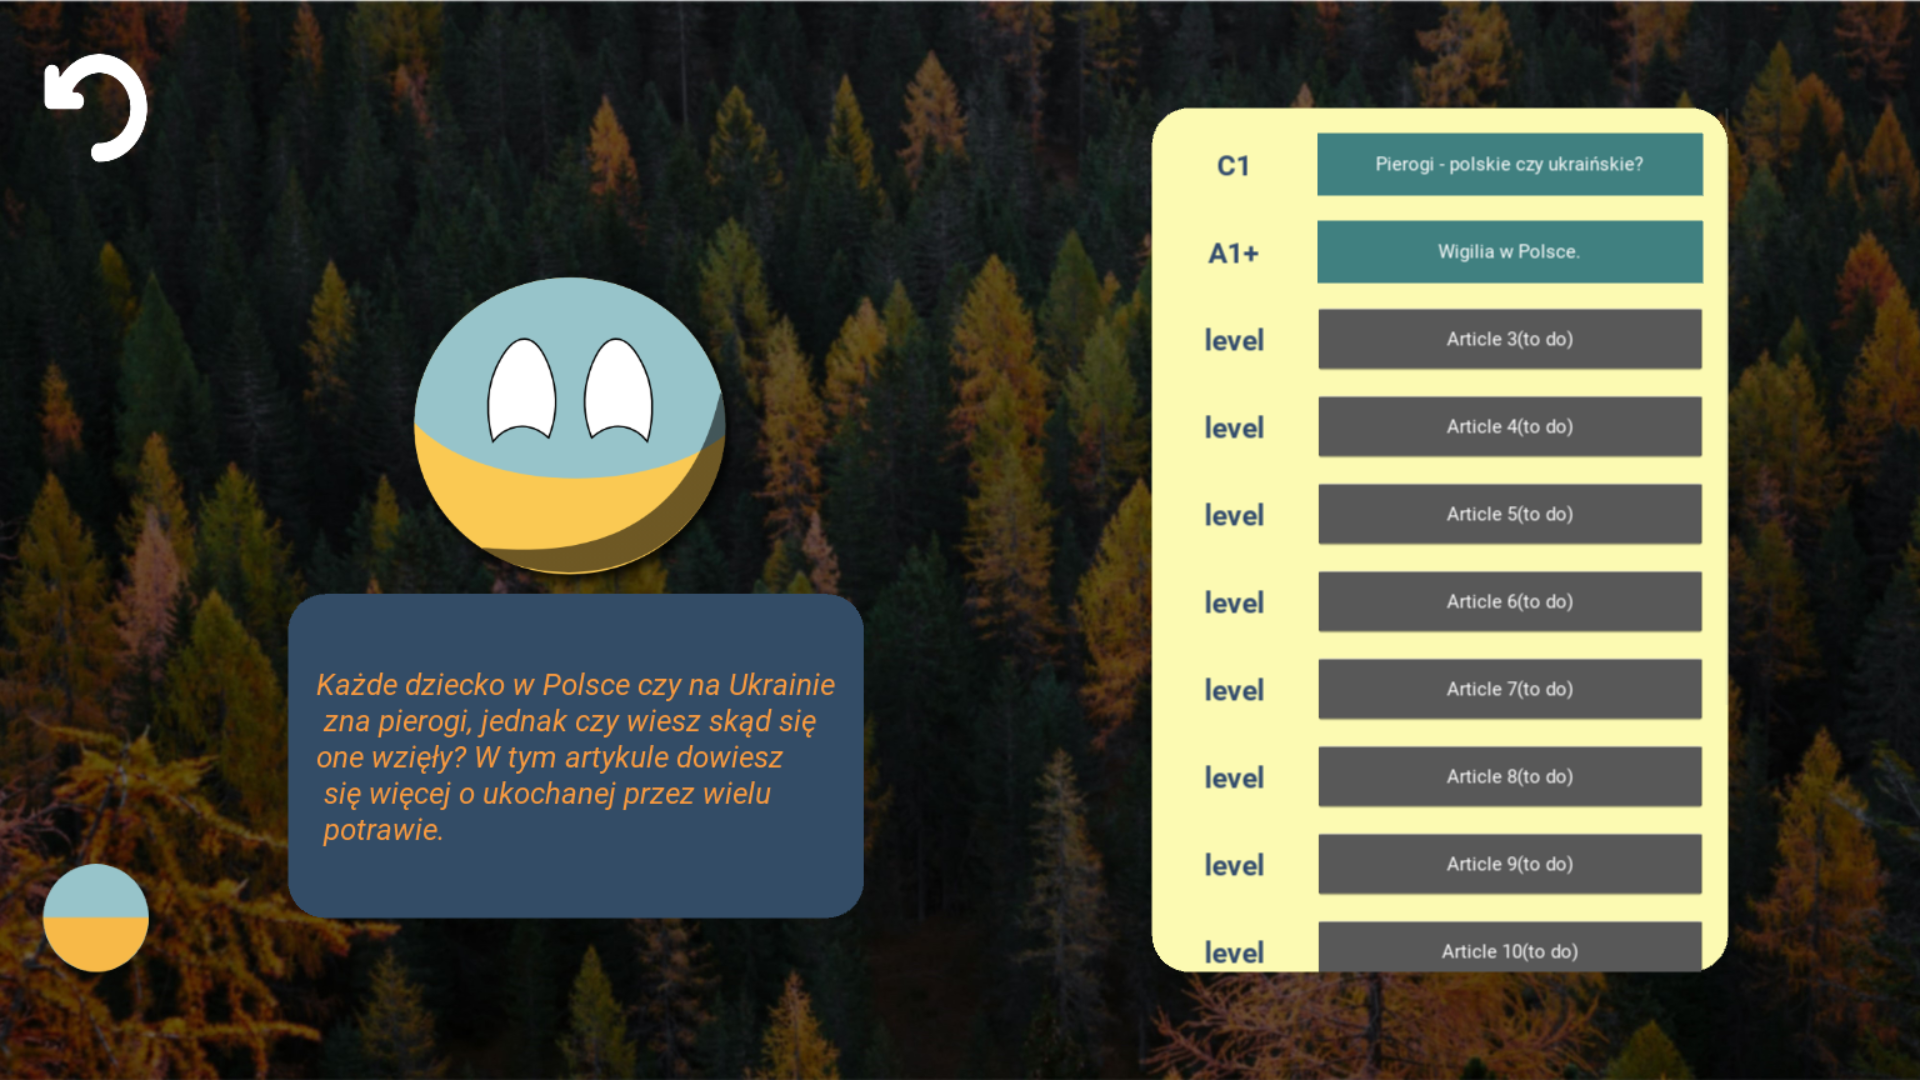 Każde dziecko w Polsce czy na Ukrainie
zna pierogi, jednak czy wiesz skąd się
one wzięły? W tym artykule dowiesz
się więcej o ukochanej przez wielu
potrawie.
C1 Pierogi - polskie czy ukraińskie?
A1+ Wigilia w Polsce.
level Article 3(to do)
level Article 4(to do)
level Article 5(to do)
level Article 6(to do)
level Article 7(to do)
level Article 8(to do)
level Article 9(to do)
level Article 10(to do)